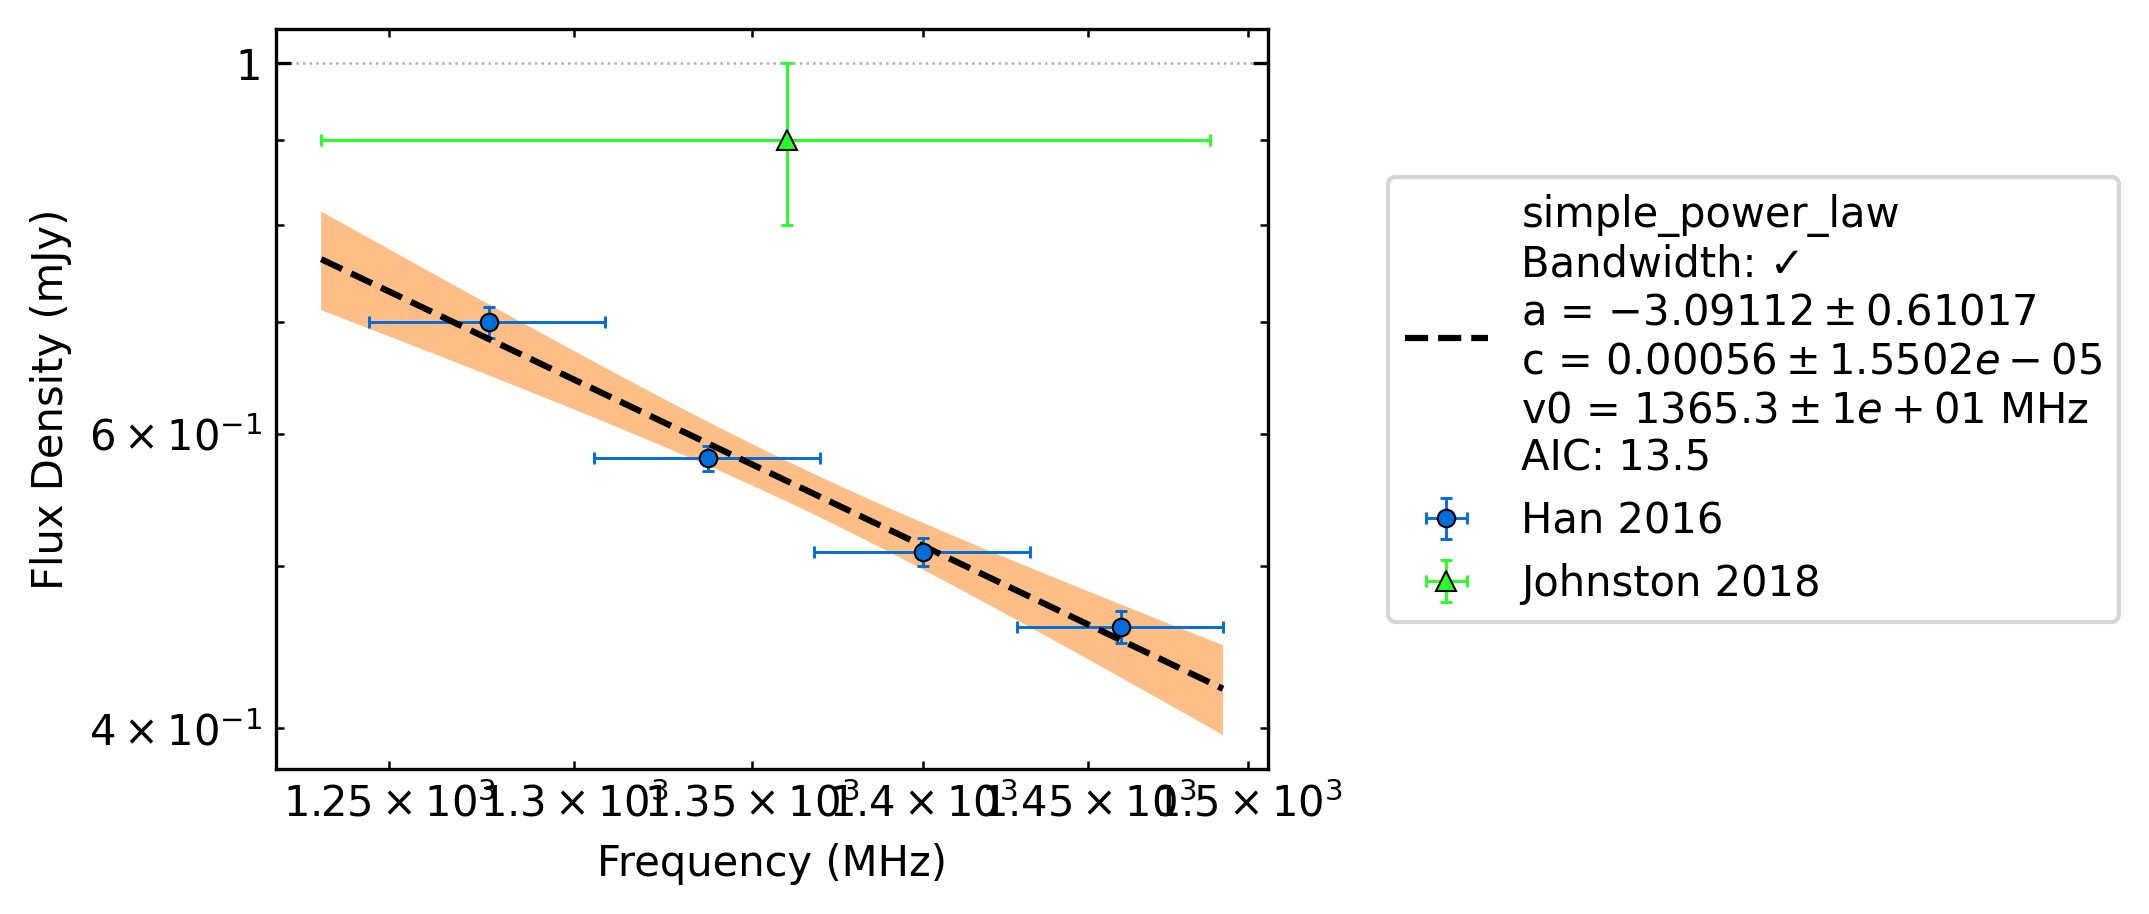 1
6 × 10⁻¹
4 × 10⁻¹
Flux Density (mJy)
1.25 × 10³ 1.3 × 10³ 1.35 × 10³ 1.4 × 10³ 1.45 × 10³ 1.5 × 10³
Frequency (MHz)
simple_power_law
Bandwidth: ✓
a = −3.09112 ± 0.61017
c = 0.00056 ± 1.5502e − 05
v0 = 1365.3 ± 1e + 01 MHz
AIC: 13.5
Han 2016
Johnston 2018